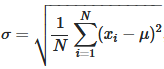 σ = √(1/N ∑_{i=1}^{N} (x_i − μ)²)